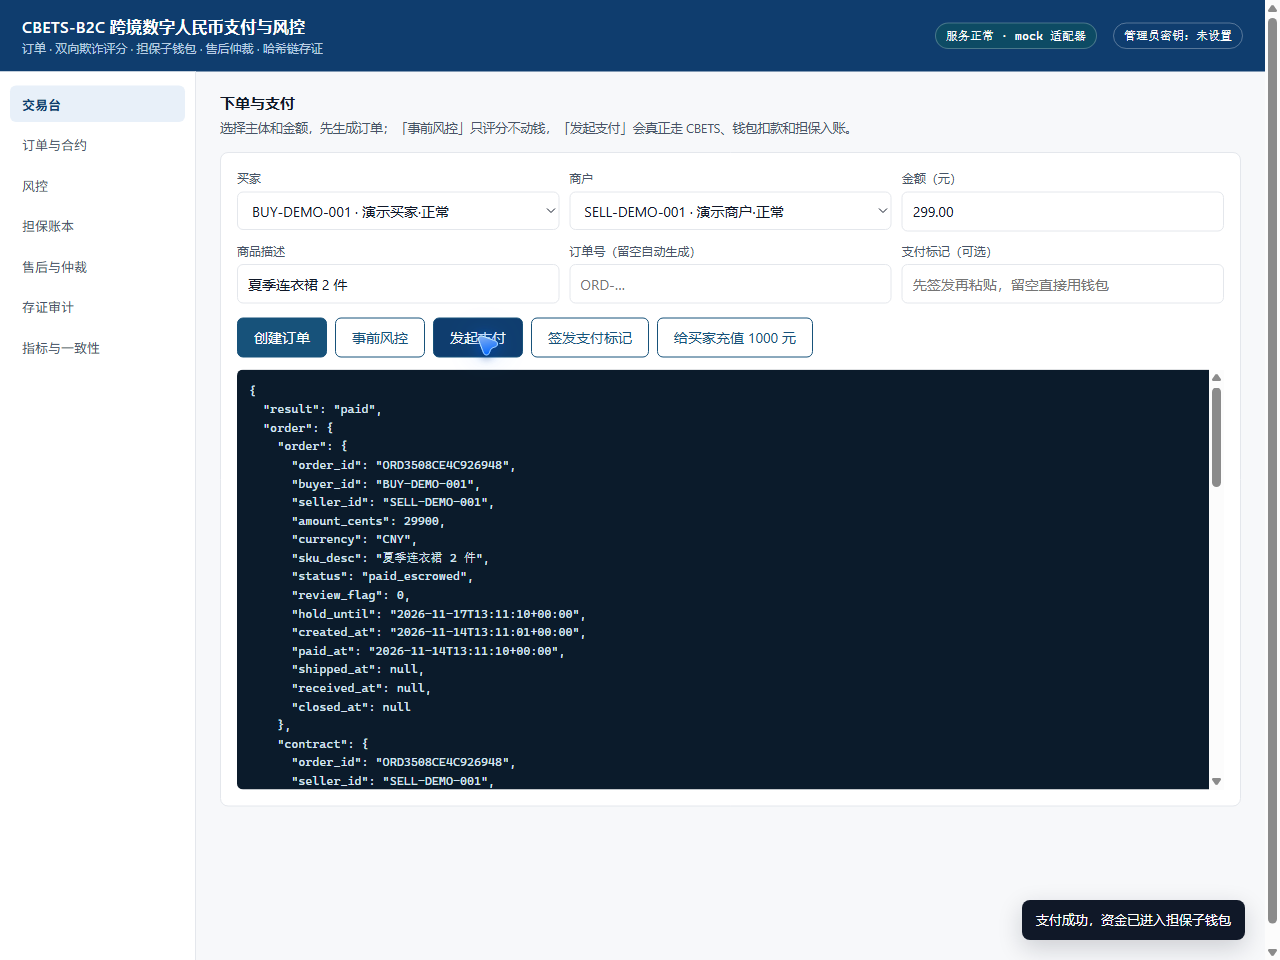 CBETS-B2C 跨境数字人民币支付与风控
订单 · 双向欺诈评分 · 担保子钱包 · 售后仲裁 · 哈希链存证
服务正常 · mock 适配器
管理员密钥：未设置
交易台
订单与合约
风控
担保账本
售后与仲裁
存证审计
指标与一致性
下单与支付
选择主体和金额，先生成订单；「事前风控」只评分不动钱，「发起支付」会真正走 CBETS、钱包扣款和担保入账。
买家
商户
金额（元）
BUY-DEMO-001 · 演示买家·正常
SELL-DEMO-001 · 演示商户·正常
299.00
商品描述
订单号（留空自动生成）
支付标记（可选）
夏季连衣裙 2 件
ORD-...
先签发再粘贴，留空直接用钱包
创建订单
事前风控
发起支付
签发支付标记
给买家充值 1000 元
{
"result": "paid",
"order": {
"order": {
"order_id": "ORD3508CE4C926948",
"buyer_id": "BUY-DEMO-001",
"seller_id": "SELL-DEMO-001",
"amount_cents": 29900,
"currency": "CNY",
"sku_desc": "夏季连衣裙 2 件",
"status": "paid_escrowed",
"review_flag": 0,
"hold_until": "2026-11-17T13:11:10+00:00",
"created_at": "2026-11-14T13:11:01+00:00",
"paid_at": "2026-11-14T13:11:10+00:00",
"shipped_at": null,
"received_at": null,
"closed_at": null
},
"contract": {
"order_id": "ORD3508CE4C926948",
"seller_id": "SELL-DEMO-001",
支付成功，资金已进入担保子钱包